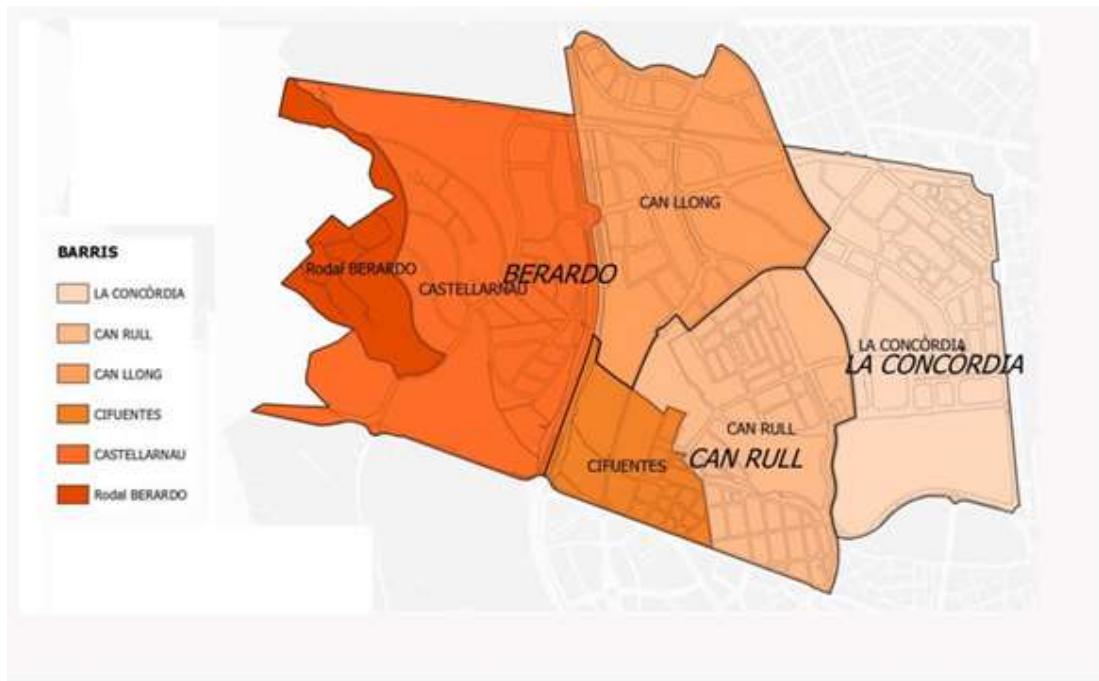 BARRIS
LA CONCÒRDIA
CAN RULL
CAN LLONG
CIFUENTES
CASTELLARNAU
Rodal BERARDO
CAN LLONG
Rodal BERARDO
BERARDO
CASTELLARNAU
LA CONCÒRDIA
LA CONCÒRDIA
CAN RULL
CAN RULL
CIFUENTES